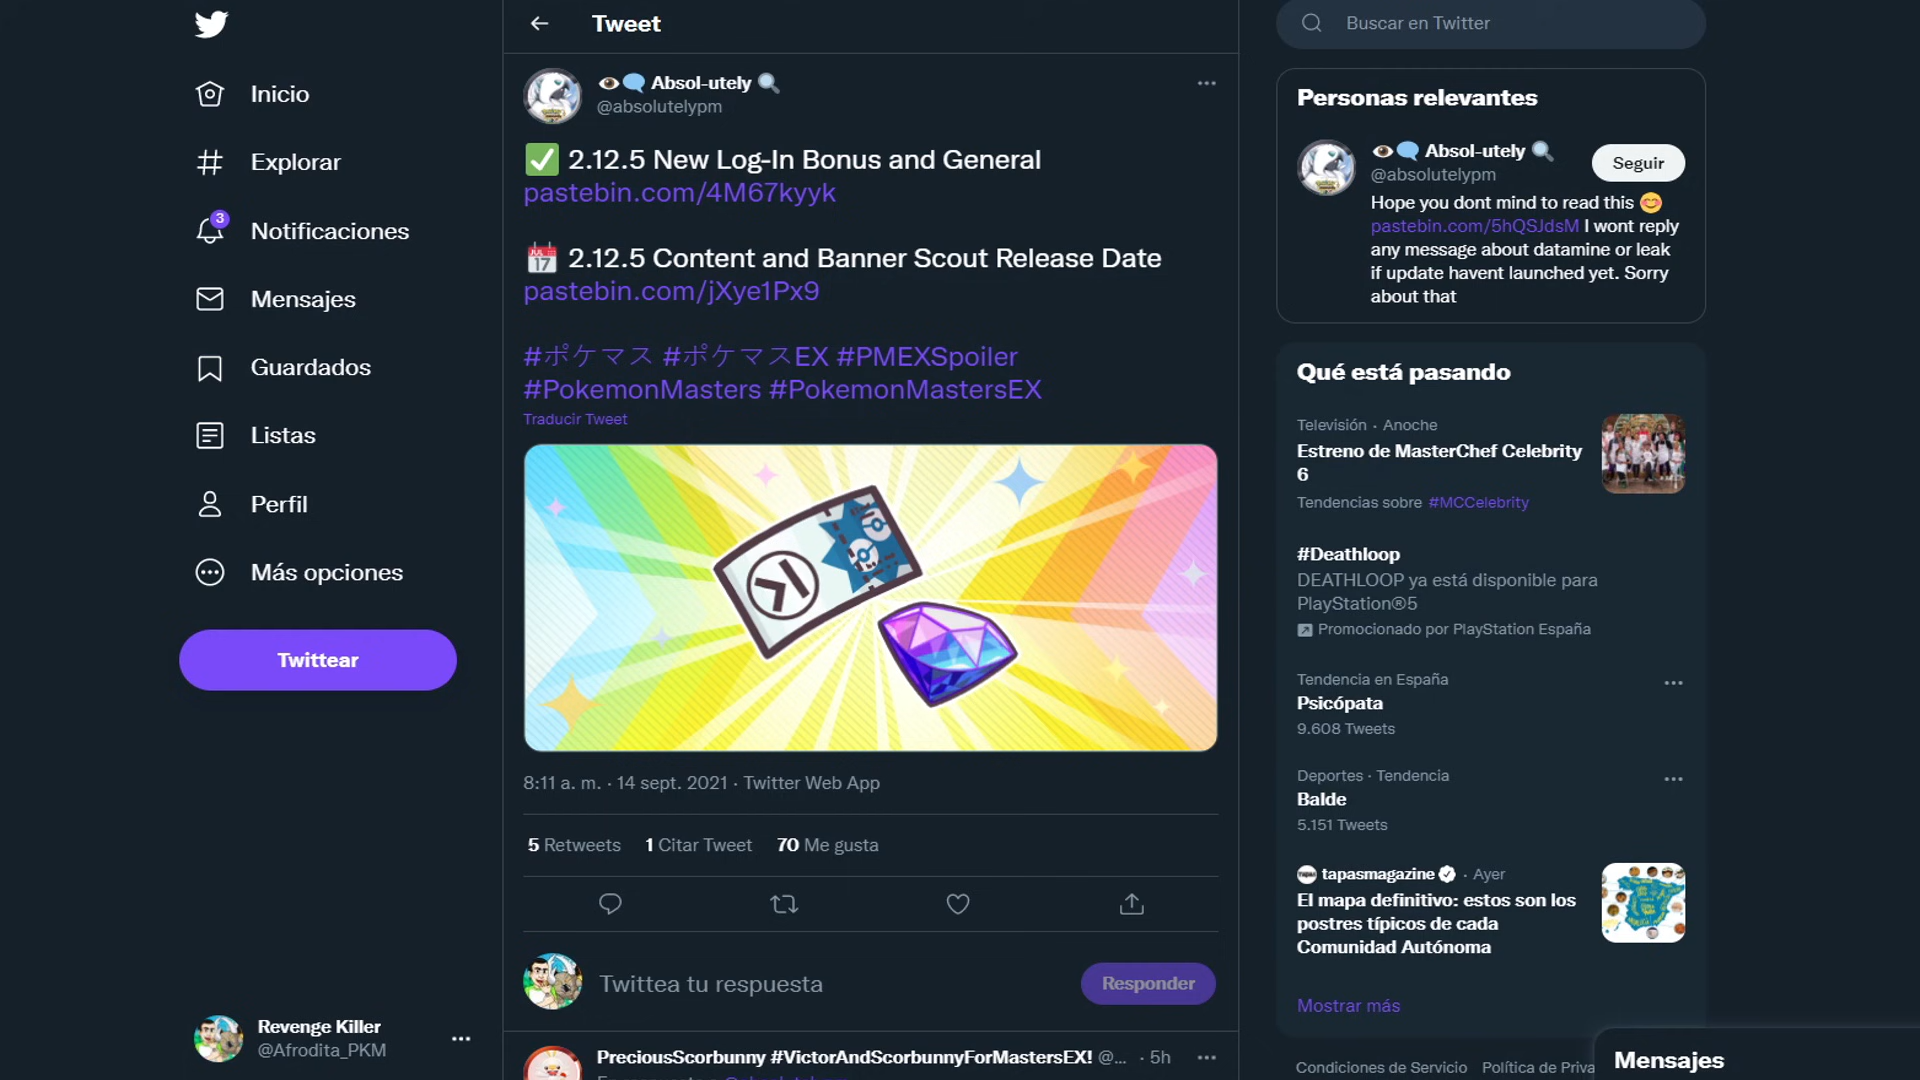 Inicio
Explorar
3
Notificaciones
Mensajes
Guardados
Listas
Perfil
Más opciones
Twittear
Revenge Killer
@Afrodita_PKM
Tweet
Absol-utely
@absolutelypm
2.12.5 New Log-In Bonus and General
pastebin.com/4M67kyyk
JUL 17 2.12.5 Content and Banner Scout Release Date
pastebin.com/jXye1Px9
#ポケマス #ポケマスEX #PMEXSpoiler
#PokemonMasters #PokemonMastersEX
Traducir Tweet
8:11 a. m. · 14 sept. 2021 · Twitter Web App
5 Retweets 1 Citar Tweet 70 Me gusta
Twittea tu respuesta
Responder
PreciousScorbunny #VictorAndScorbunnyForMastersEX! @... · 5h
Buscar en Twitter
Personas relevantes
Absol-utely
@absolutelypm
Seguir
Hope you dont mind to read this
pastebin.com/5hQSJdsM I wont reply
any message about datamine or leak
if update havent launched yet. Sorry
about that
Qué está pasando
Televisión · Anoche
Estreno de MasterChef Celebrity
6
Tendencias sobre #MCCelebrity
#Deathloop
DEATHLOOP ya está disponible para
PlayStation®5
Promocionado por PlayStation España
Tendencia en España
Psicópata
9.608 Tweets
Deportes · Tendencia
Balde
5.151 Tweets
tapasmagazine · Ayer
El mapa definitivo: estos son los
postres típicos de cada
Comunidad Autónoma
Mostrar más
Condiciones de Servicio Política de Priva
Mensajes